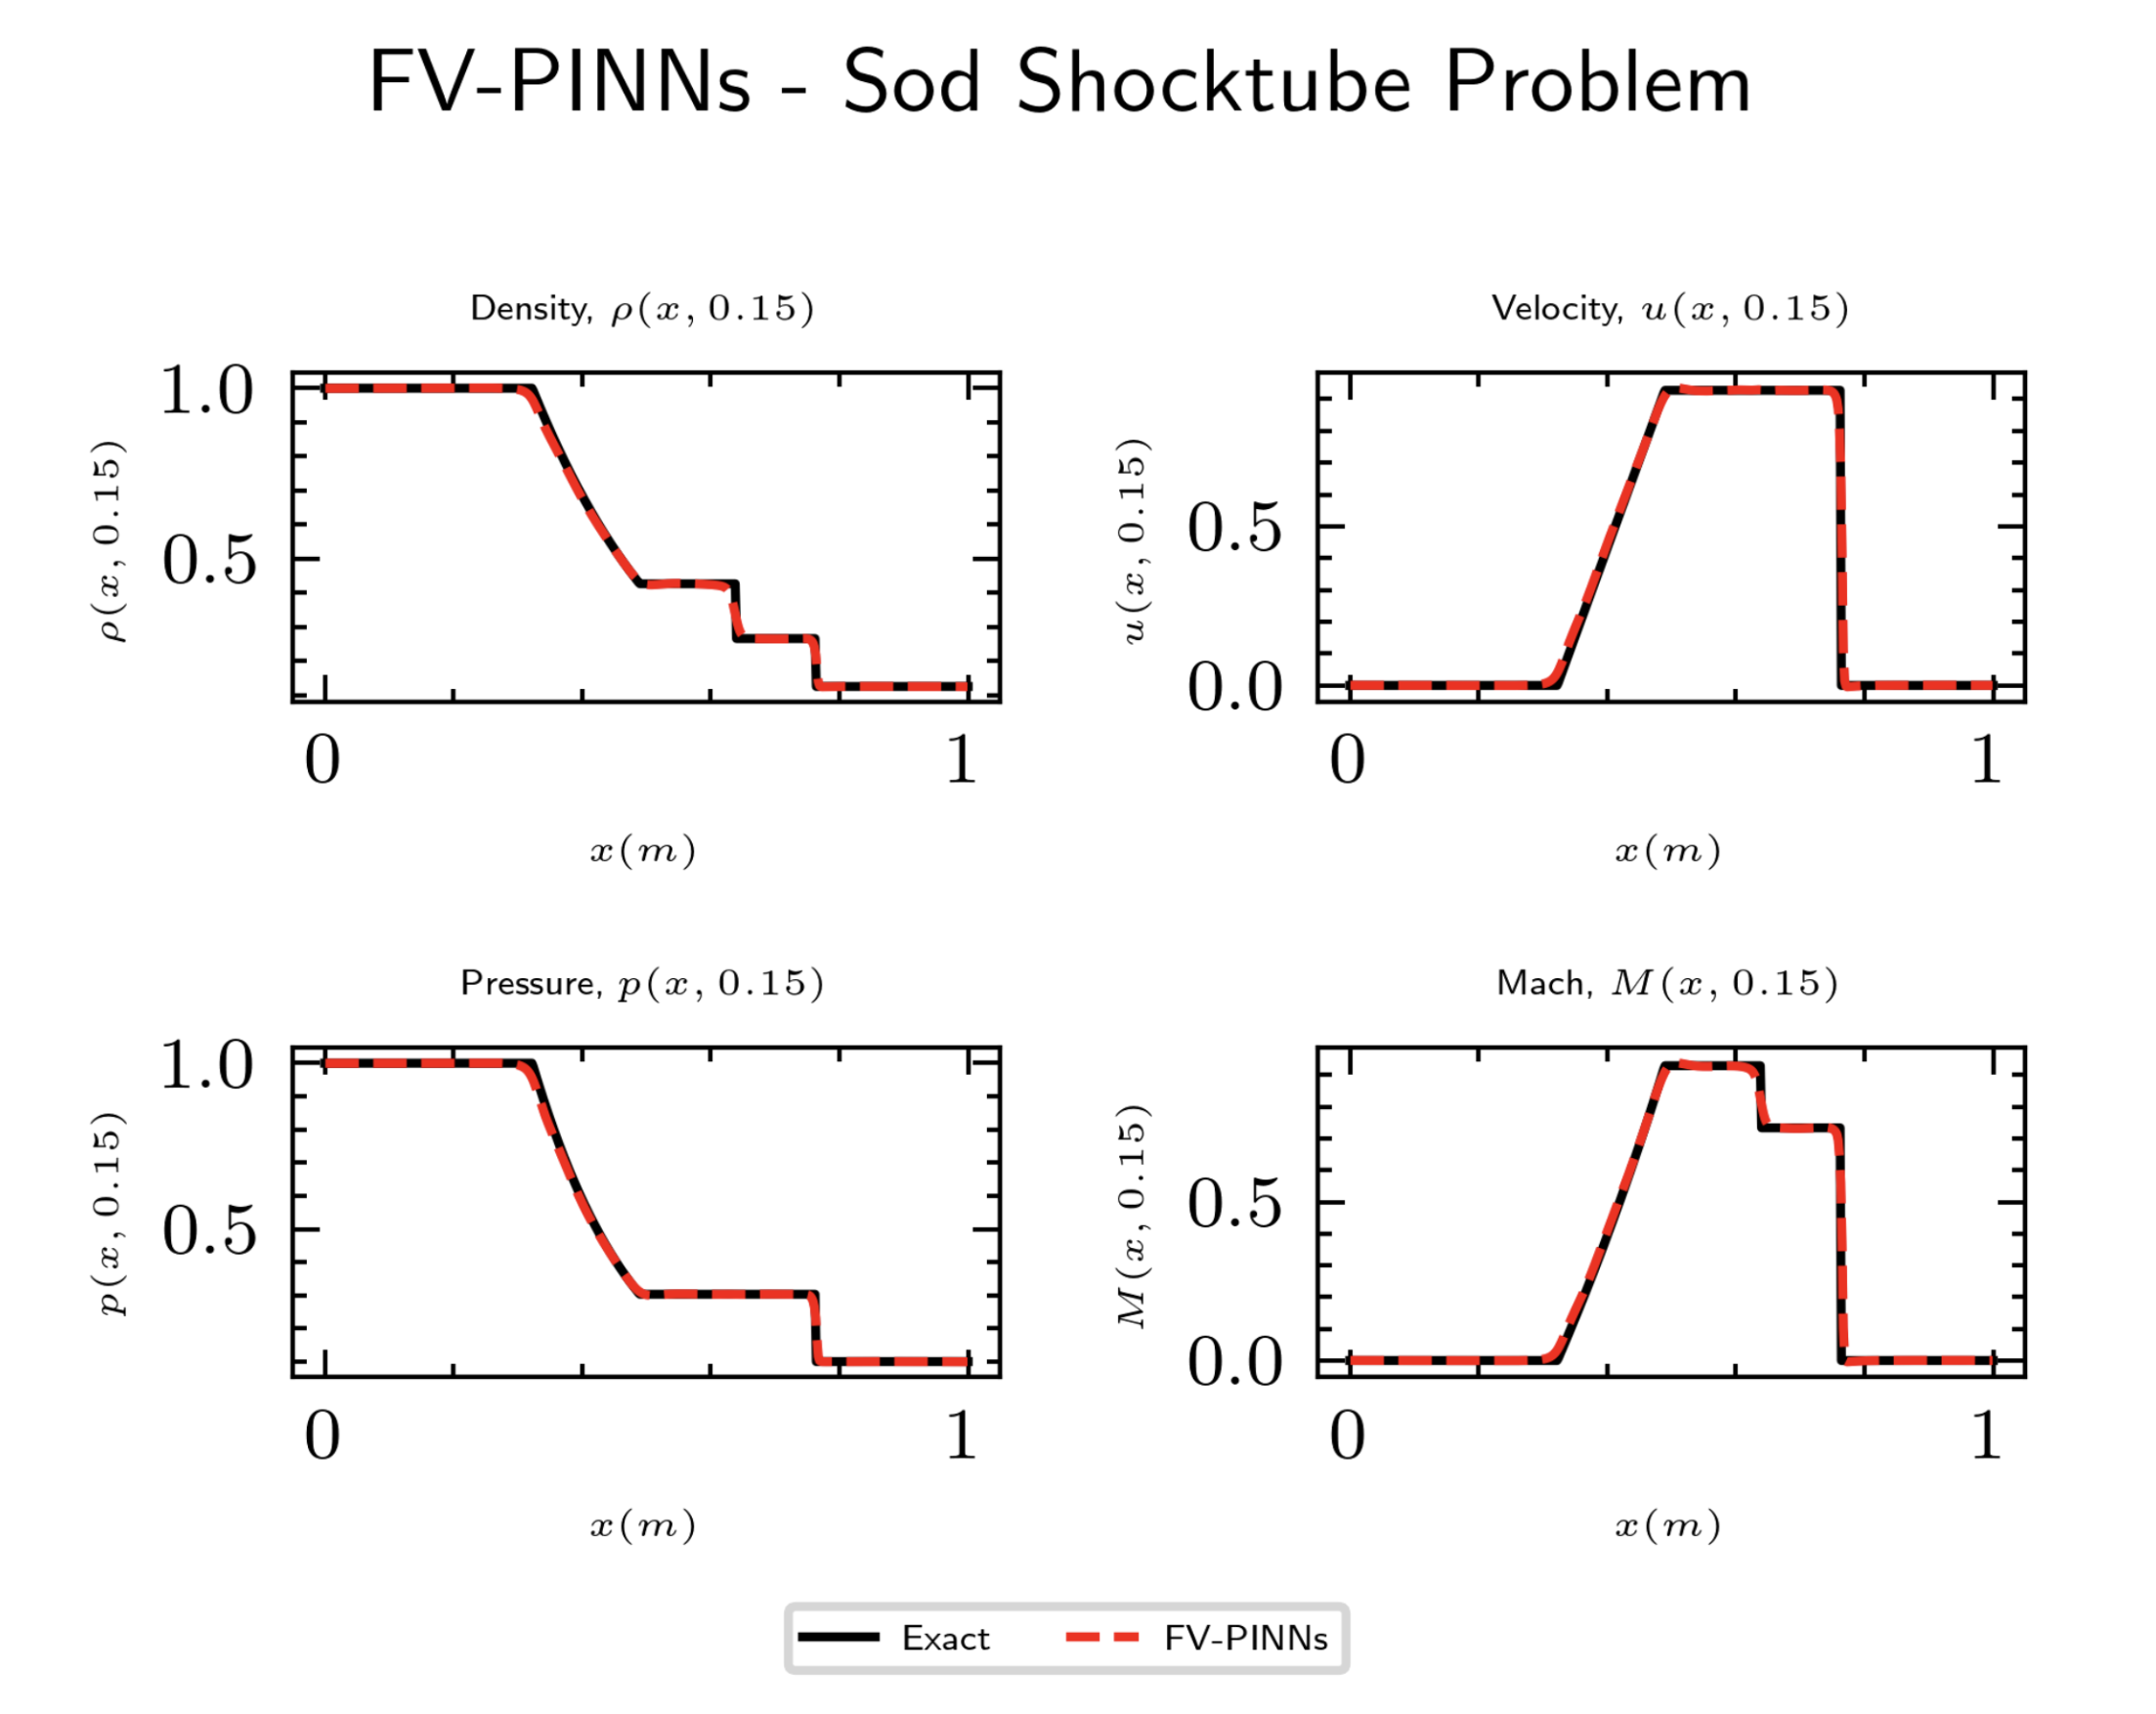 FV-PINNs - Sod Shocktube Problem
Density, ρ(x, 0.15)
ρ(x, 0.15)
1.0
0.5
0 1
x(m)
Velocity, u(x, 0.15)
u(x, 0.15)
0.5
0.0
0 1
x(m)
Pressure, p(x, 0.15)
p(x, 0.15)
1.0
0.5
0 1
x(m)
Mach, M(x, 0.15)
M(x, 0.15)
0.5
0.0
0 1
x(m)
Exact FV-PINNs